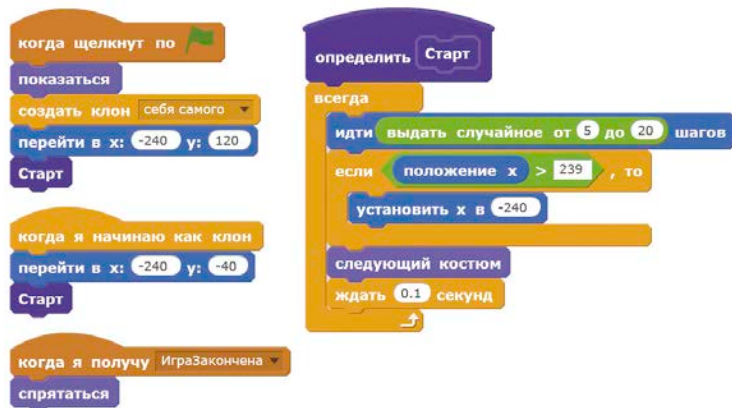 когда щелкнут по
показаться
создать клон себя самого
перейти в x: -240 y: 120
Старт
когда я начинаю как клон
перейти в x: -240 y: -40
Старт
когда я получу ИграЗакончена
спрятаться
определить Старт
всегда
идти выдать случайное от 5 до 20 шагов
если положение x > 239 , то
установить x в -240
следующий костюм
ждать 0.1 секунд